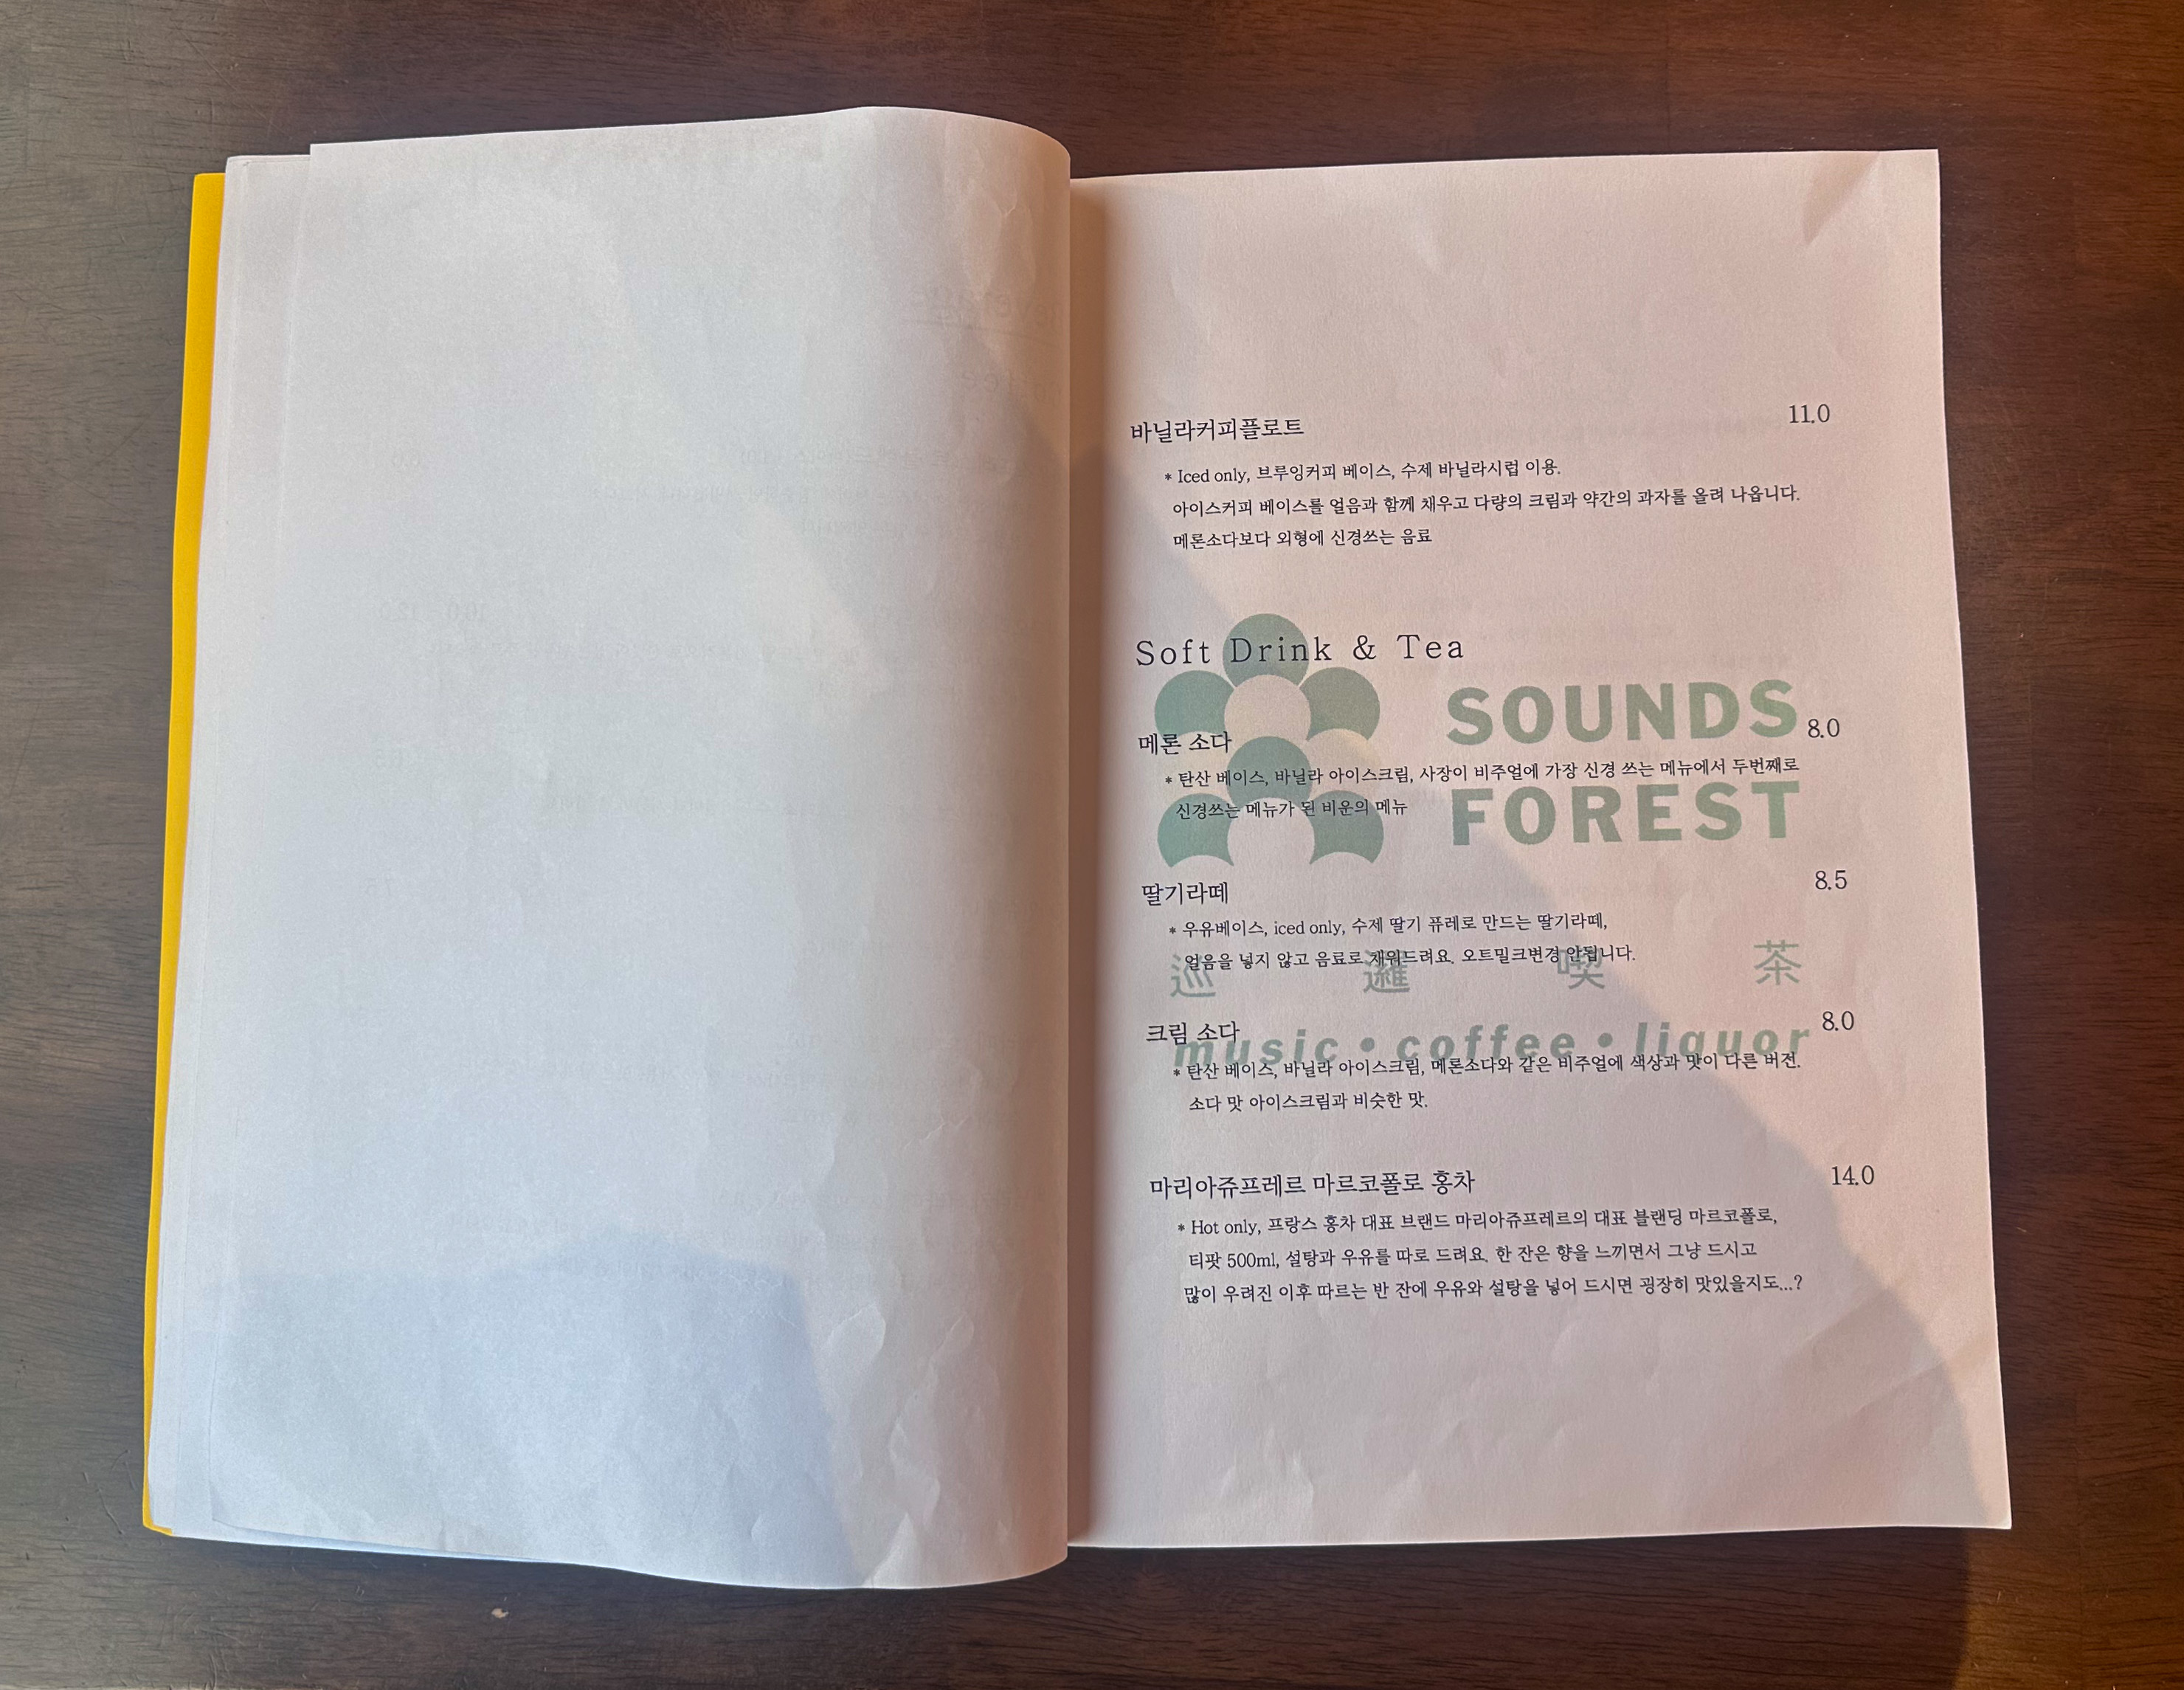 바닐라커피플로트 11.0
* Iced only, 브루잉커피 베이스, 수제 바닐라시럽 이용.
아이스커피 베이스를 얼음과 함께 채우고 다량의 크림과 약간의 과자를 올려 나옵니다.
메론소다보다 외형에 신경쓰는 음료
Soft Drink & Tea
SOUNDS
FOREST
메론 소다 8.0
* 탄산 베이스, 바닐라 아이스크림, 사장이 비주얼에 가장 신경 쓰는 메뉴에서 두번째로
신경쓰는 메뉴가 된 비운의 메뉴
딸기라떼 8.5
* 우유베이스, iced only, 수제 딸기 퓨레로 만드는 딸기라떼,
얼음을 넣지 않고 음료로 채워드려요. 오트밀크변경 안됩니다.
巡 邏 喫 茶
크림 소다 8.0
music • coffee • liquor
* 탄산 베이스, 바닐라 아이스크림, 메론소다와 같은 비주얼에 색상과 맛이 다른 버전.
소다 맛 아이스크림과 비슷한 맛.
마리아쥬프레르 마르코폴로 홍차 14.0
* Hot only, 프랑스 홍차 대표 브랜드 마리아쥬프레르의 대표 블랜딩 마르코폴로,
티팟 500ml, 설탕과 우유를 따로 드려요. 한 잔은 향을 느끼면서 그냥 드시고
많이 우려진 이후 따르는 반 잔에 우유와 설탕을 넣어 드시면 굉장히 맛있을지도...?